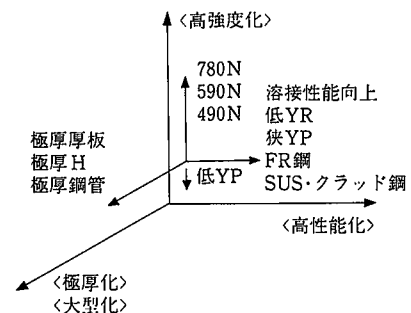 〈高強度化〉
780N
590N
490N
溶接性能向上
低YR
狭YP
FR鋼
SUS・クラッド鋼
極厚厚板
極厚H
極厚鋼管
低YP
〈高性能化〉
〈極厚化〉
〈大型化〉